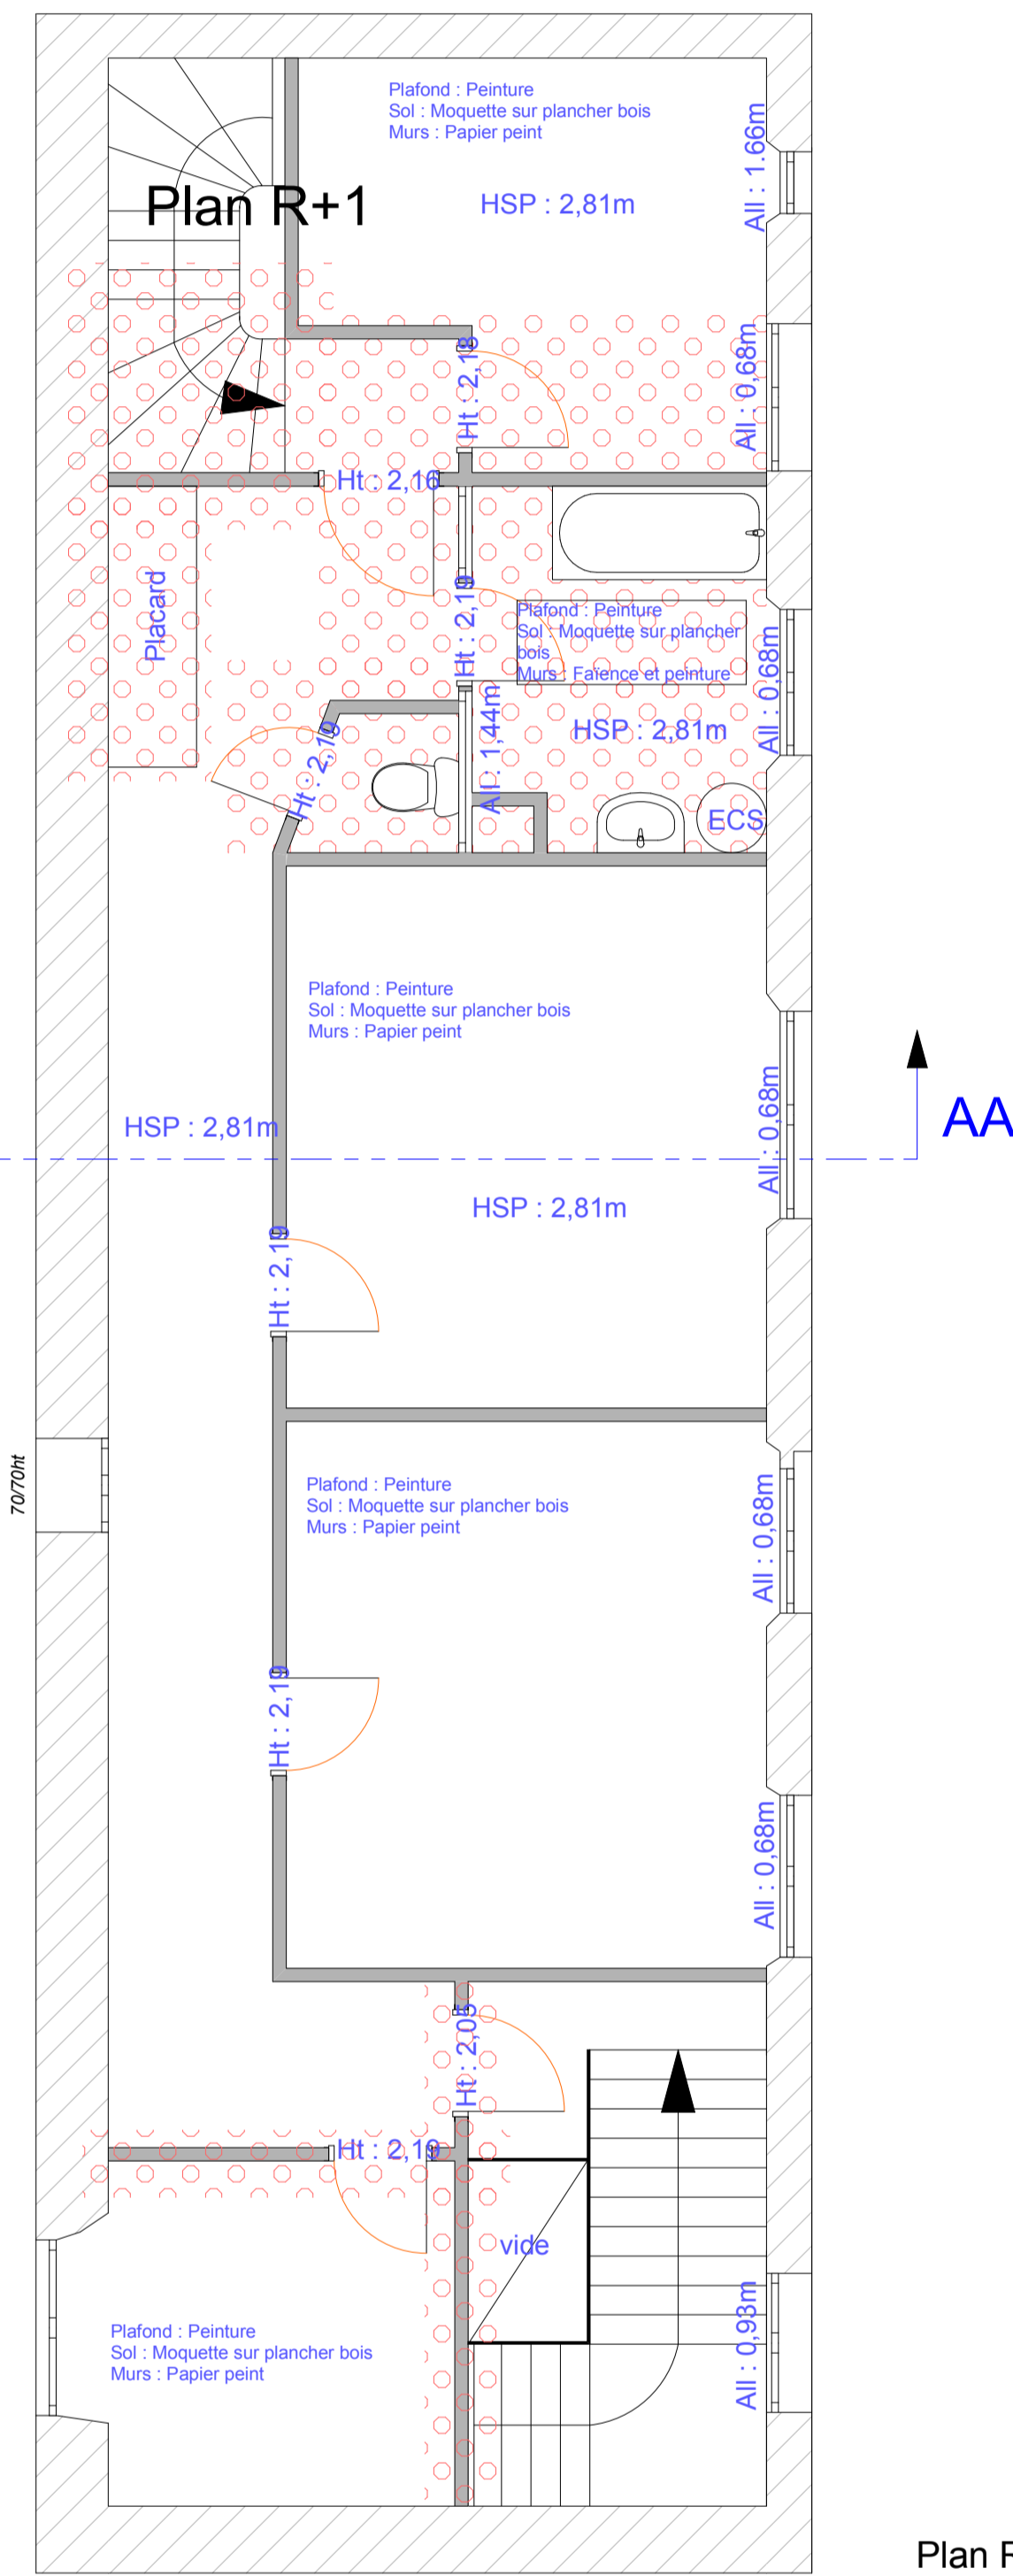 Plafond : Peinture
Sol : Moquette sur plancher bois
Murs : Papier peint
All : 1.66m
Plan R+1
HSP : 2,81m
All : 0,68m
Ht : 2,18
Ht : 2,16
Placard
Ht : 2,19
Plafond : Peinture
Sol : Moquette sur plancher
bois
Murs : Faïence et peinture
All : 0,68m
HSP : 2,81m
Ht : 2,19
All : 1,44m
ECS
Plafond : Peinture
Sol : Moquette sur plancher bois
Murs : Papier peint
HSP : 2,81m
All : 0,68m
AA
HSP : 2,81m
Ht : 2,19
70/70ht
Plafond : Peinture
Sol : Moquette sur plancher bois
Murs : Papier peint
All : 0,68m
Ht : 2,19
All : 0,68m
Ht : 2,05
Ht : 2,19
vide
Plafond : Peinture
Sol : Moquette sur plancher bois
Murs : Papier peint
All : 0,93m
Plan R